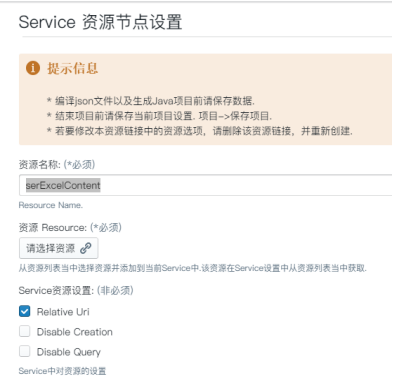 Service 资源节点设置
提示信息
* 编译json文件以及生成Java项目前请保存数据.
* 结束项目前请保存当前项目设置. 项目->保存项目.
* 若要修改本资源链接中的资源选项，请删除该资源链接，并重新创建.
资源名称: (*必须)
serExcelContent
Resource Name.
资源 Resource: (*必须)
请选择资源
从资源列表当中选择资源并添加到当前Service中.该资源在Service设置中从资源列表当中获取.
Service资源设置: (非必须)
Relative Uri
Disable Creation
Disable Query
Service中对资源的设置